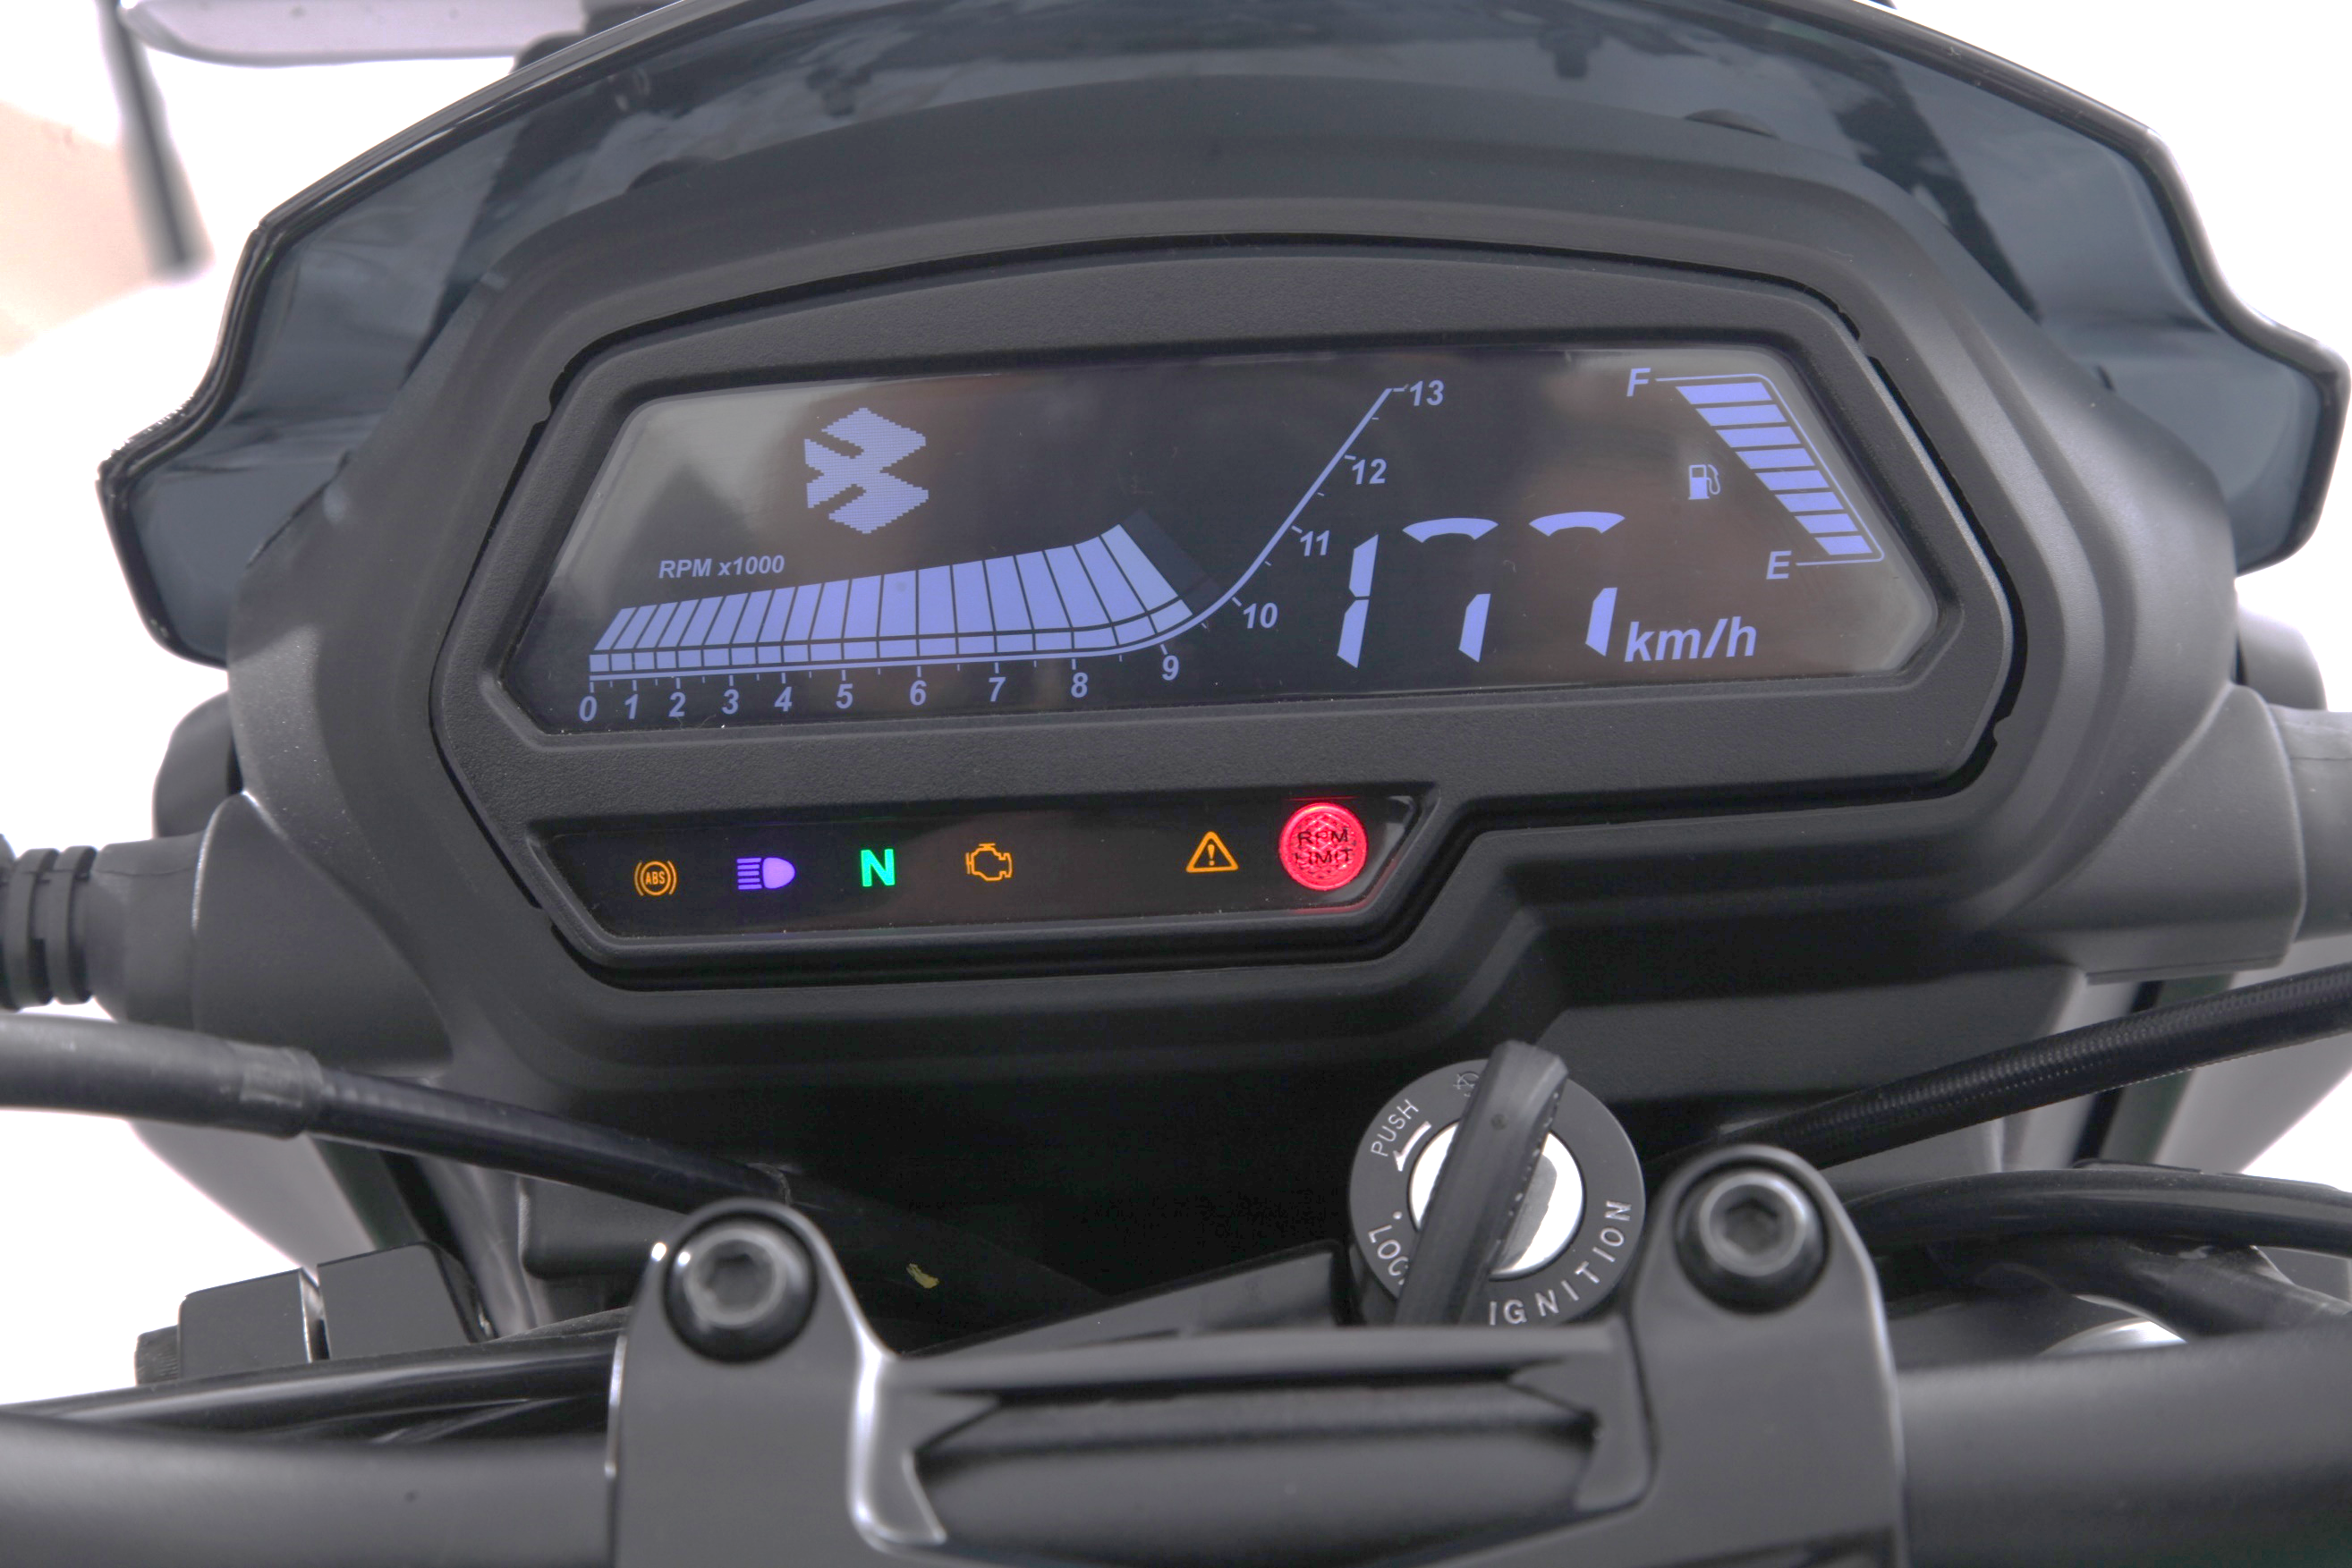 F
E
13
12
11
10
RPM x1000
0 1 2 3 4 5 6 7 8 9
km/h
ABS
N
RPM
LIMIT
PUSH
LOCK
IGNITION